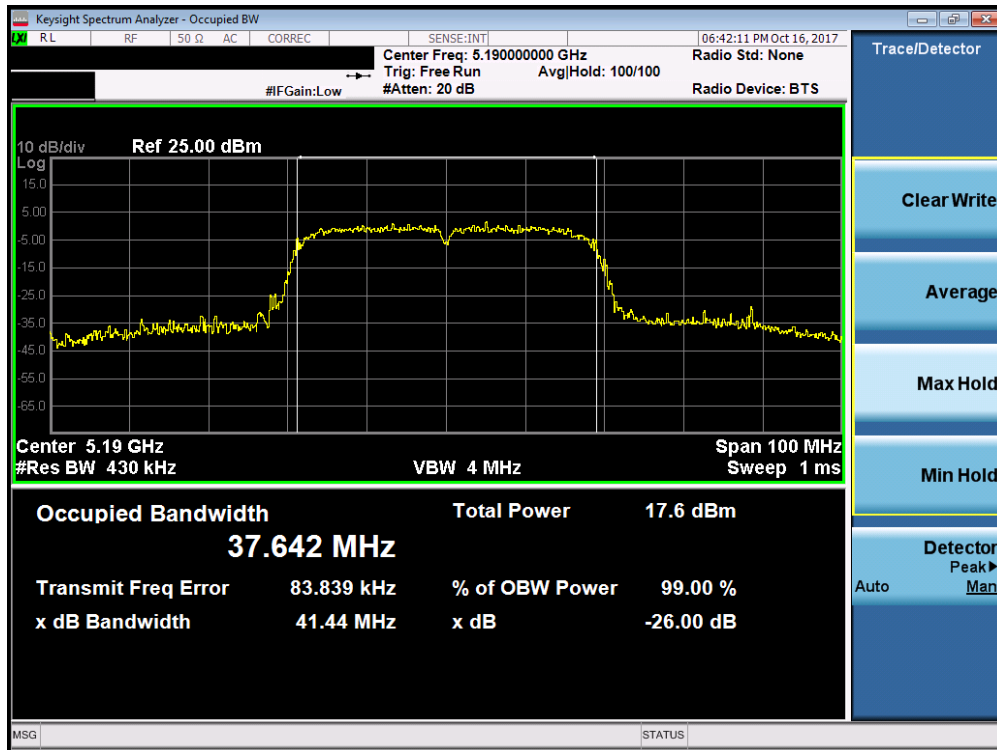 Keysight Spectrum Analyzer - Occupied BW
LXI RL RF 50 Ω AC CORREC SENSE:INT 06:42:11 PM Oct 16, 2017
Center Freq: 5.190000000 GHz Radio Std: None
Trig: Free Run Avg|Hold: 100/100
#IFGain:Low #Atten: 20 dB Radio Device: BTS
10 dB/div Ref 25.00 dBm
Log
15.0
5.00
-5.00
-15.0
-25.0
-35.0
-45.0
-55.0
-65.0
Center 5.19 GHz Span 100 MHz
#Res BW 430 kHz VBW 4 MHz Sweep 1 ms
Occupied Bandwidth Total Power 17.6 dBm
37.642 MHz
Transmit Freq Error 83.839 kHz % of OBW Power 99.00 %
x dB Bandwidth 41.44 MHz x dB -26.00 dB
MSG STATUS
Trace/Detector
Clear Write
Average
Max Hold
Min Hold
Detector
Peak▶
Auto Man